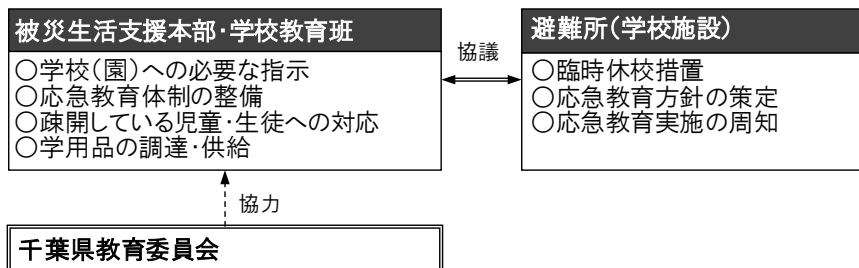 被災生活支援本部・学校教育班
○学校（園）への必要な指示
○応急教育体制の整備
○疎開している児童・生徒への対応
○学用品の調達・供給
協議
避難所（学校施設）
○臨時休校措置
○応急教育方針の策定
○応急教育実施の周知
協力
千葉県教育委員会